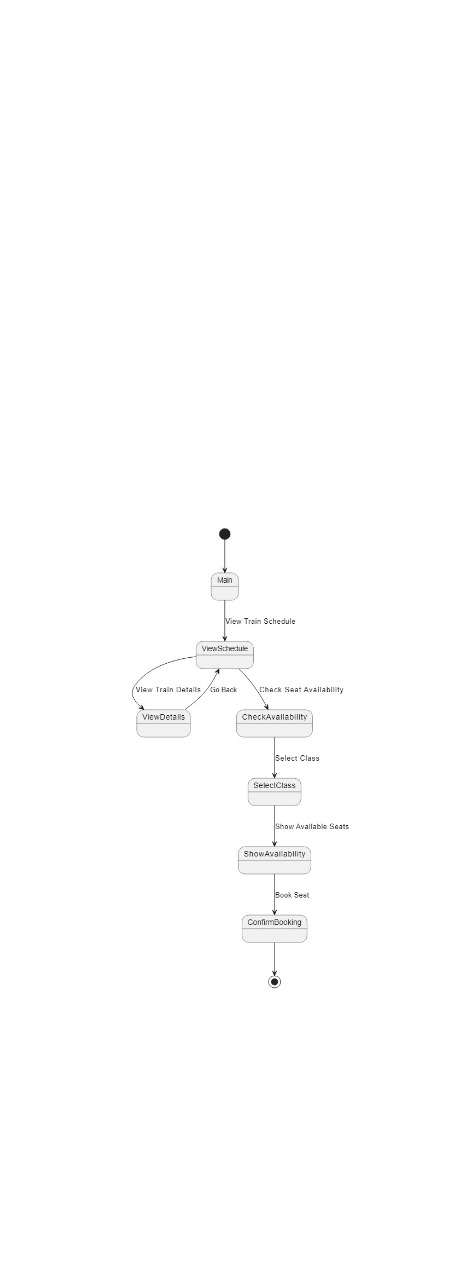 Main
View Train Schedule
ViewSchedule
View Train Details
Go Back
Check Seat Availability
ViewDetails
CheckAvailability
Select Class
SelectClass
Show Available Seats
ShowAvailability
Book Seat
ConfirmBooking